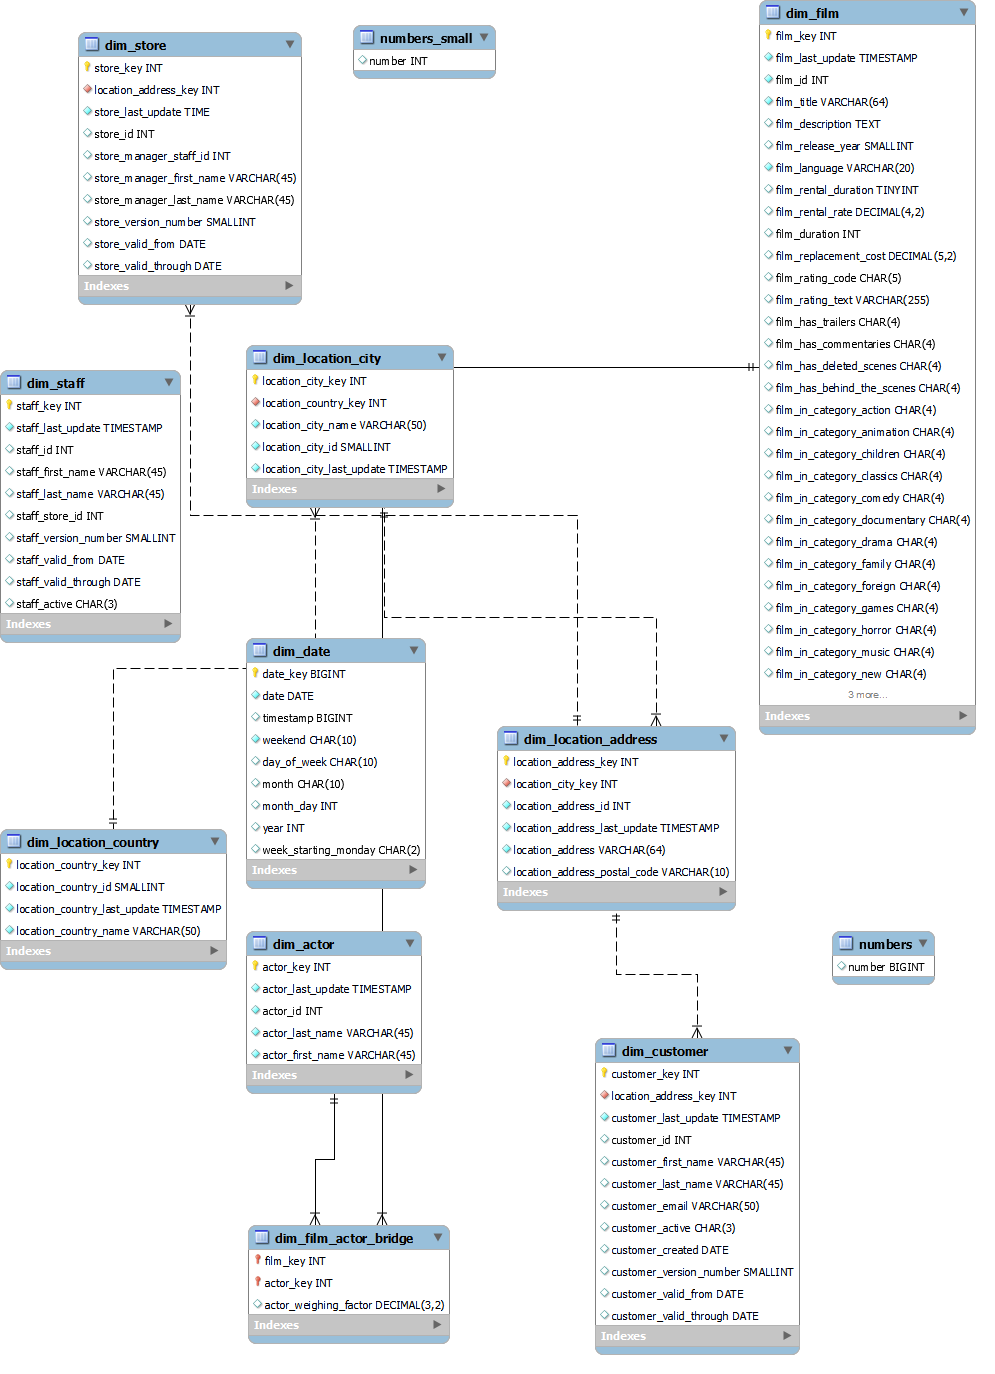 dim_store
store_key INT
location_address_key INT
store_last_update TIME
store_id INT
store_manager_staff_id INT
store_manager_first_name VARCHAR(45)
store_manager_last_name VARCHAR(45)
store_version_number SMALLINT
store_valid_from DATE
store_valid_through DATE
Indexes
numbers_small
number INT
dim_film
film_key INT
film_last_update TIMESTAMP
film_id INT
film_title VARCHAR(64)
film_description TEXT
film_release_year SMALLINT
film_language VARCHAR(20)
film_rental_duration TINYINT
film_rental_rate DECIMAL(4,2)
film_duration INT
film_replacement_cost DECIMAL(5,2)
film_rating_code CHAR(5)
film_rating_text VARCHAR(255)
film_has_trailers CHAR(4)
film_has_commentaries CHAR(4)
film_has_deleted_scenes CHAR(4)
film_has_behind_the_scenes CHAR(4)
film_in_category_action CHAR(4)
film_in_category_animation CHAR(4)
film_in_category_children CHAR(4)
film_in_category_classics CHAR(4)
film_in_category_comedy CHAR(4)
film_in_category_documentary CHAR(4)
film_in_category_drama CHAR(4)
film_in_category_family CHAR(4)
film_in_category_foreign CHAR(4)
film_in_category_games CHAR(4)
film_in_category_horror CHAR(4)
film_in_category_music CHAR(4)
film_in_category_new CHAR(4)
3 more...
Indexes
dim_location_city
location_city_key INT
location_country_key INT
location_city_name VARCHAR(50)
location_city_id SMALLINT
location_city_last_update TIMESTAMP
Indexes
dim_staff
staff_key INT
staff_last_update TIMESTAMP
staff_id INT
staff_first_name VARCHAR(45)
staff_last_name VARCHAR(45)
staff_store_id INT
staff_version_number SMALLINT
staff_valid_from DATE
staff_valid_through DATE
staff_active CHAR(3)
Indexes
dim_date
date_key BIGINT
date DATE
timestamp BIGINT
weekend CHAR(10)
day_of_week CHAR(10)
month CHAR(10)
month_day INT
year INT
week_starting_monday CHAR(2)
Indexes
dim_location_address
location_address_key INT
location_city_key INT
location_address_id INT
location_address_last_update TIMESTAMP
location_address VARCHAR(64)
location_address_postal_code VARCHAR(10)
Indexes
dim_location_country
location_country_key INT
location_country_id SMALLINT
location_country_last_update TIMESTAMP
location_country_name VARCHAR(50)
Indexes
dim_actor
actor_key INT
actor_last_update TIMESTAMP
actor_id INT
actor_last_name VARCHAR(45)
actor_first_name VARCHAR(45)
Indexes
numbers
number BIGINT
dim_customer
customer_key INT
location_address_key INT
customer_last_update TIMESTAMP
customer_id INT
customer_first_name VARCHAR(45)
customer_last_name VARCHAR(45)
customer_email VARCHAR(50)
customer_active CHAR(3)
customer_created DATE
customer_version_number SMALLINT
customer_valid_from DATE
customer_valid_through DATE
Indexes
dim_film_actor_bridge
film_key INT
actor_key INT
actor_weighing_factor DECIMAL(3,2)
Indexes